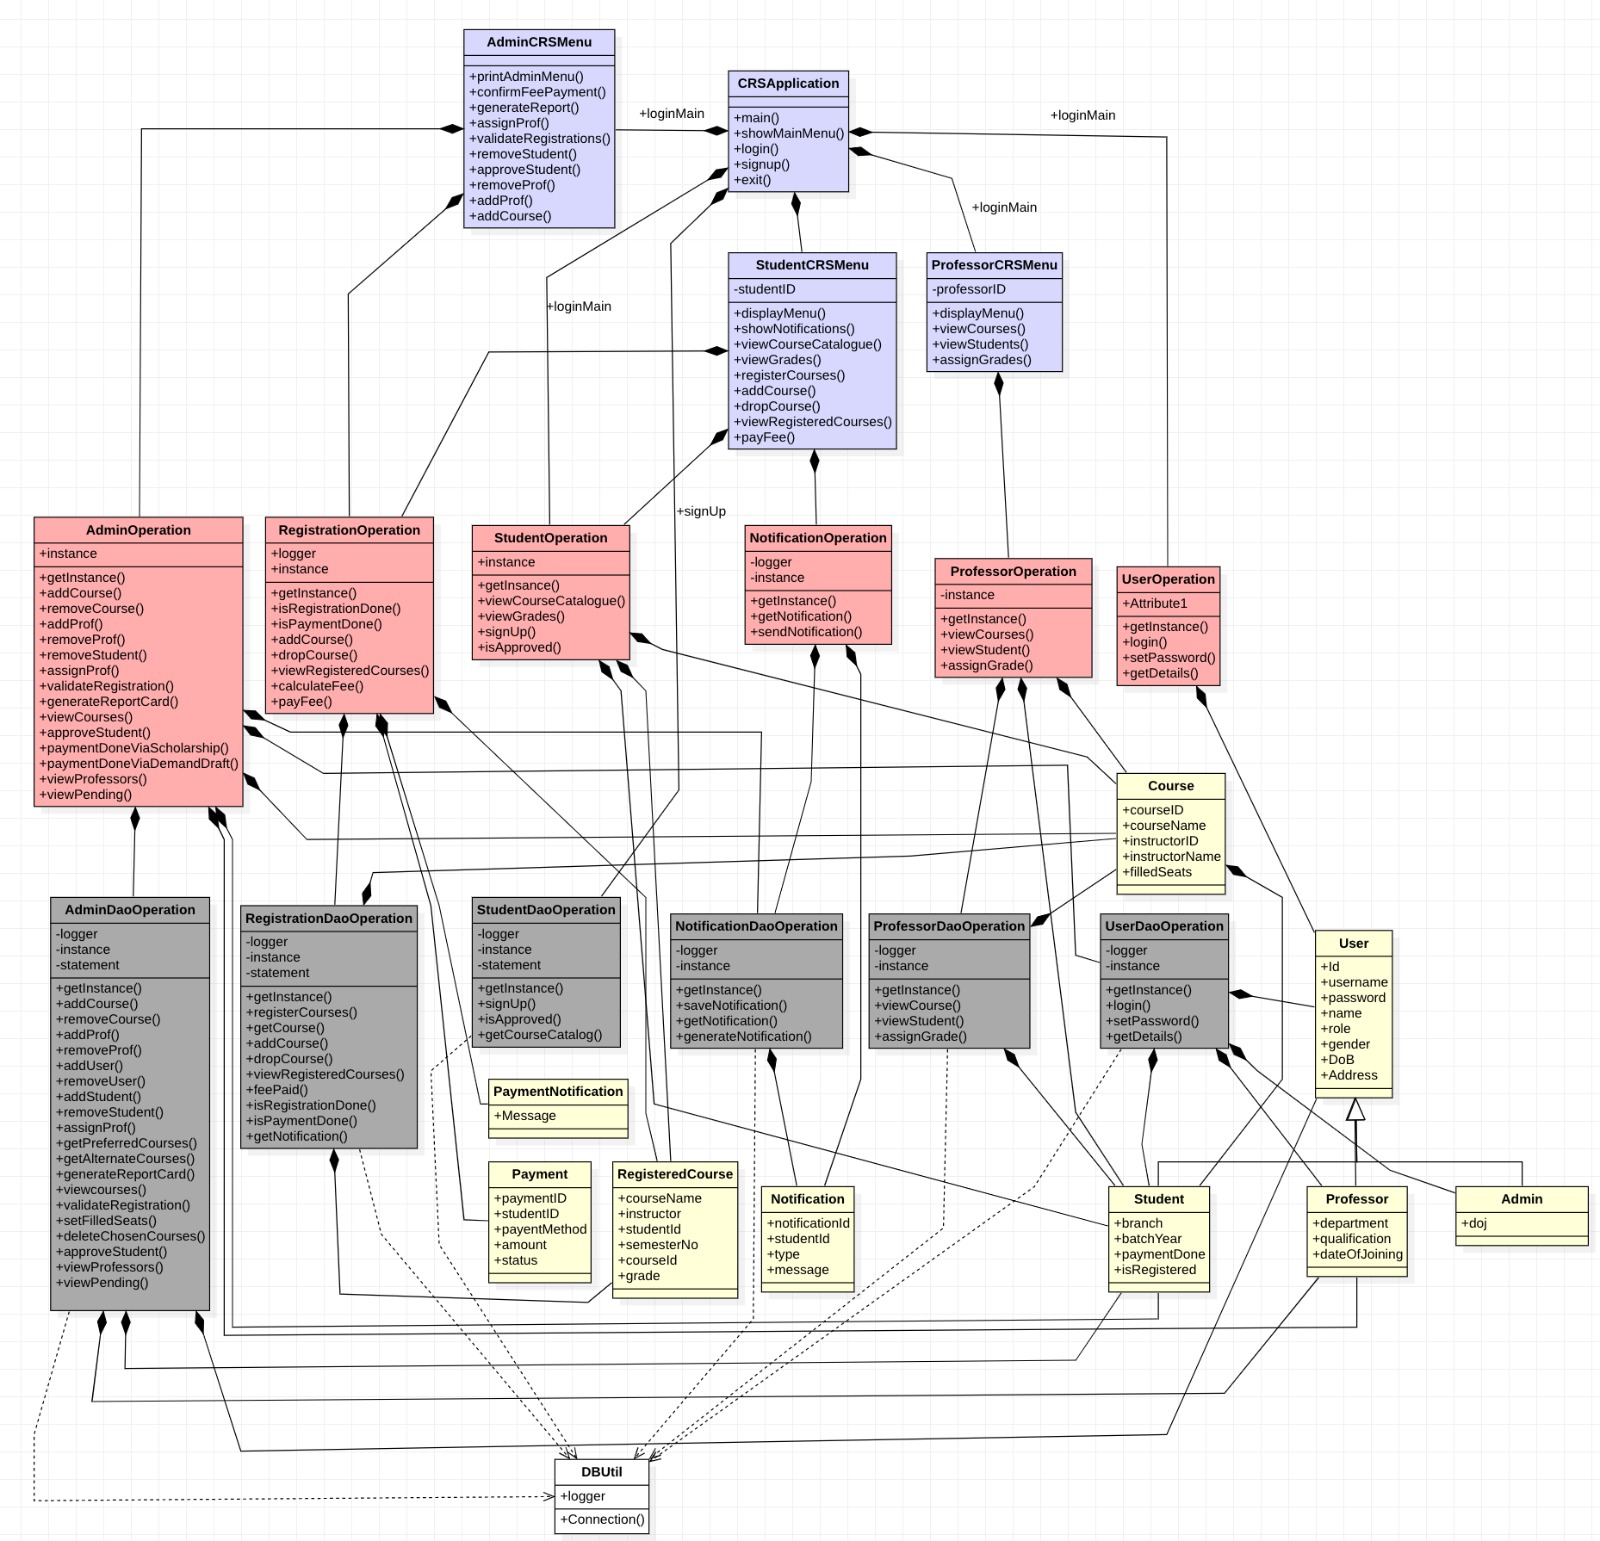 AdminCRSMenu
+printAdminMenu()
+confirmFeePayment()
+generateReport()
+assignProf()
+validateRegistrations()
+removeStudent()
+approveStudent()
+removeProf()
+addProf()
+addCourse()
+loginMain
CRSApplication
+main()
+showMainMenu()
+login()
+signup()
+exit()
+loginMain
+loginMain
+loginMain
+signUp
StudentCRSMenu
-studentID
+displayMenu()
+showNotifications()
+viewCourseCatalogue()
+viewGrades()
+registerCourses()
+addCourse()
+dropCourse()
+viewRegisteredCourses()
+payFee()
ProfessorCRSMenu
-professorID
+displayMenu()
+viewCourses()
+viewStudents()
+assignGrades()
AdminOperation
+instance
+getInstance()
+addCourse()
+removeCourse()
+addProf()
+removeProf()
+removeStudent()
+assignProf()
+validateRegistration()
+generateReportCard()
+viewCourses()
+approveStudent()
+paymentDoneViaScholarship()
+paymentDoneViaDemandDraft()
+viewProfessors()
+viewPending()
RegistrationOperation
+logger
+instance
+getInstance()
+isRegistrationDone()
+isPaymentDone()
+addCourse()
+dropCourse()
+viewRegisteredCourses()
+calculateFee()
+payFee()
StudentOperation
+instance
+getInsance()
+viewCourseCatalogue()
+viewGrades()
+signUp()
+isApproved()
NotificationOperation
-logger
-instance
+getInstance()
+getNotification()
+sendNotification()
ProfessorOperation
-instance
+getInstance()
+viewCourses()
+viewStudent()
+assignGrade()
UserOperation
+Attribute1
+getInstance()
+login()
+setPassword()
+getDetails()
Course
+courseID
+courseName
+instructorID
+instructorName
+filledSeats
AdminDaoOperation
-logger
-instance
-statement
+getInstance()
+addCourse()
+removeCourse()
+addProf()
+removeProf()
+addUser()
+removeUser()
+addStudent()
+removeStudent()
+assignProf()
+getPreferredCourses()
+getAlternateCourses()
+generateReportCard()
+viewcourses()
+validateRegistration()
+setFilledSeats()
+deleteChosenCourses()
+approveStudent()
+viewProfessors()
+viewPending()
RegistrationDaoOperation
-logger
-instance
-statement
+getInstance()
+registerCourses()
+getCourse()
+addCourse()
+dropCourse()
+viewRegisteredCourses()
+feePaid()
+isRegistrationDone()
+isPaymentDone()
+getNotification()
StudentDaoOperation
-logger
-instance
-statement
+getInstance()
+signUp()
+isApproved()
+getCourseCatalog()
NotificationDaoOperation
-logger
-instance
+getInstance()
+saveNotification()
+getNotification()
+generateNotification()
ProfessorDaoOperation
-logger
-instance
+getInstance()
+viewCourse()
+viewStudent()
+assignGrade()
UserDaoOperation
-logger
-instance
+getInstance()
+login()
+setPassword()
+getDetails()
User
+Id
+username
+password
+name
+role
+gender
+DoB
+Address
PaymentNotification
+Message
Payment
+paymentID
+studentID
+payentMethod
+amount
+status
RegisteredCourse
+courseName
+instructor
+studentId
+semesterNo
+courseId
+grade
Notification
+notificationId
+studentId
+type
+message
Student
+branch
+batchYear
+paymentDone
+isRegistered
Professor
+department
+qualification
+dateOfJoining
Admin
+doj
DBUtil
+logger
+Connection()